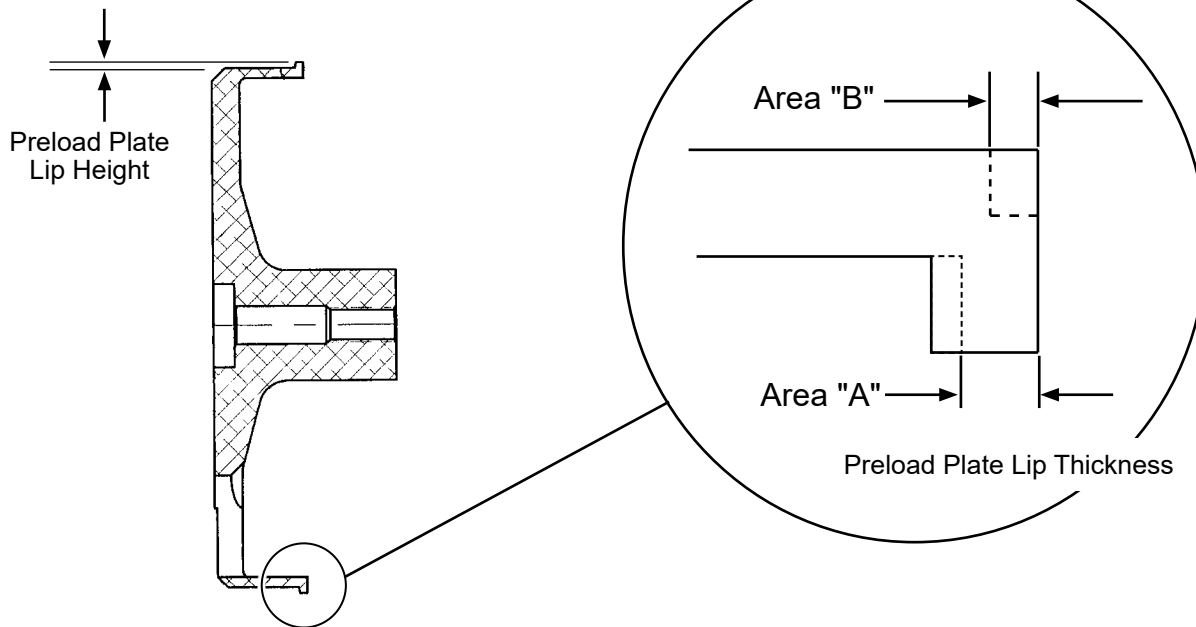 Area "B"
Preload Plate
Lip Height
Area "A"
Preload Plate Lip Thickness